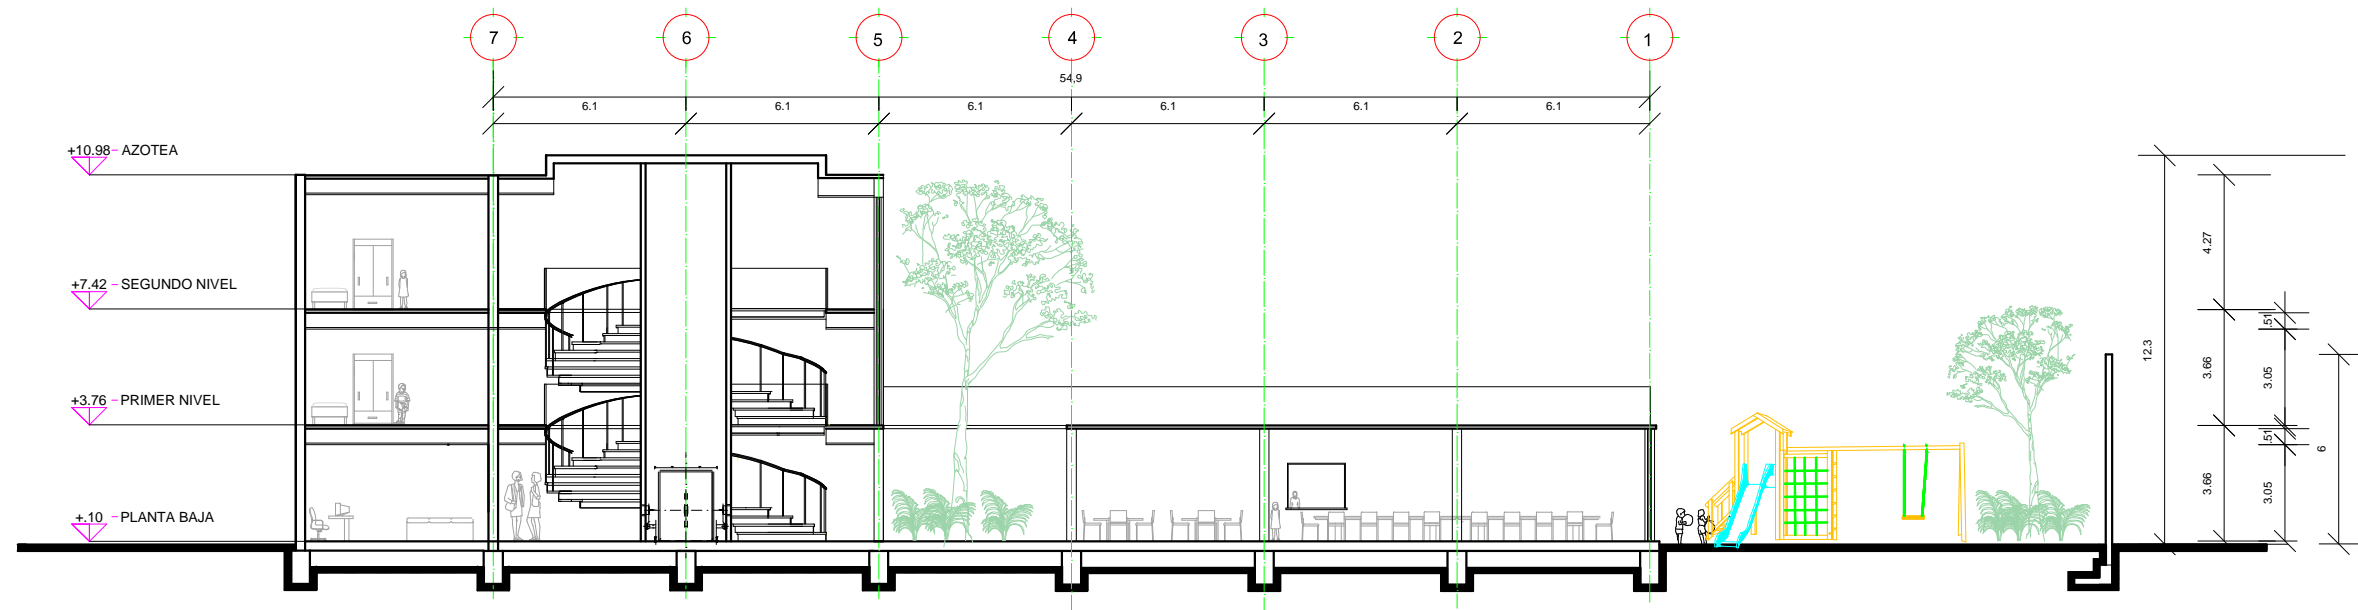 7 6 5 4 3 2 1
54,9
6.1 6.1 6.1 6.1 6.1 6.1
+10.98 - AZOTEA
+7.42 - SEGUNDO NIVEL
+3.76 - PRIMER NIVEL
+.10 - PLANTA BAJA
12.3
4.27
3.66
3.66
.51
3.05
.51
3.05
6